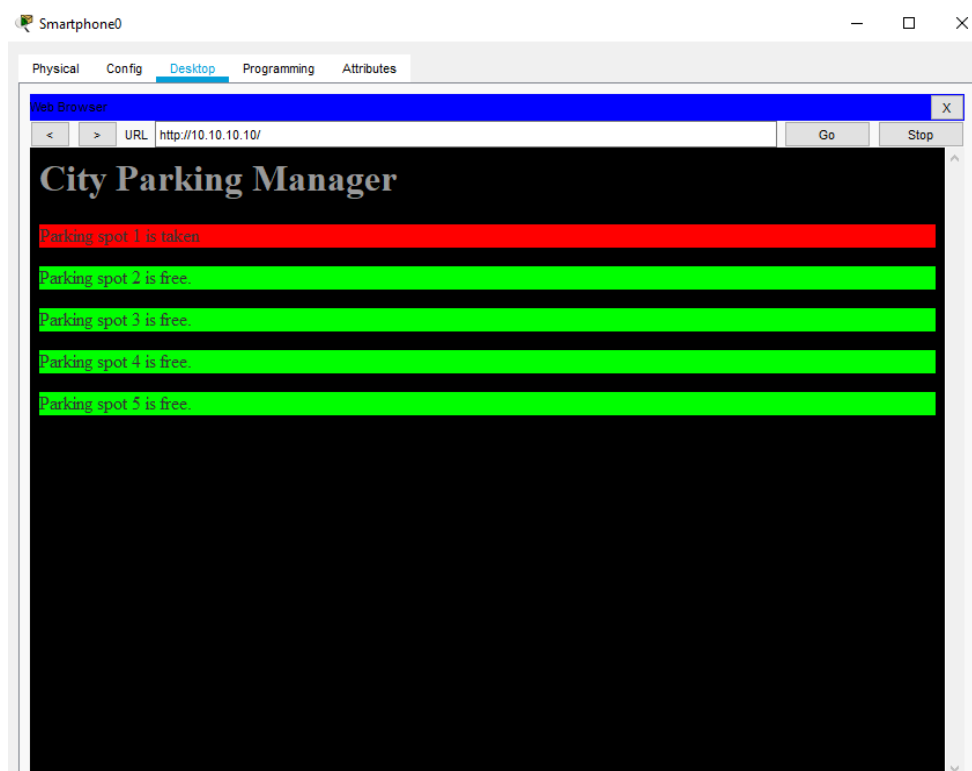 Smartphone0
Physical Config Desktop Programming Attributes
Web Browser X
< > URL http://10.10.10.10/ Go Stop
City Parking Manager
Parking spot 1 is taken
Parking spot 2 is free.
Parking spot 3 is free.
Parking spot 4 is free.
Parking spot 5 is free.